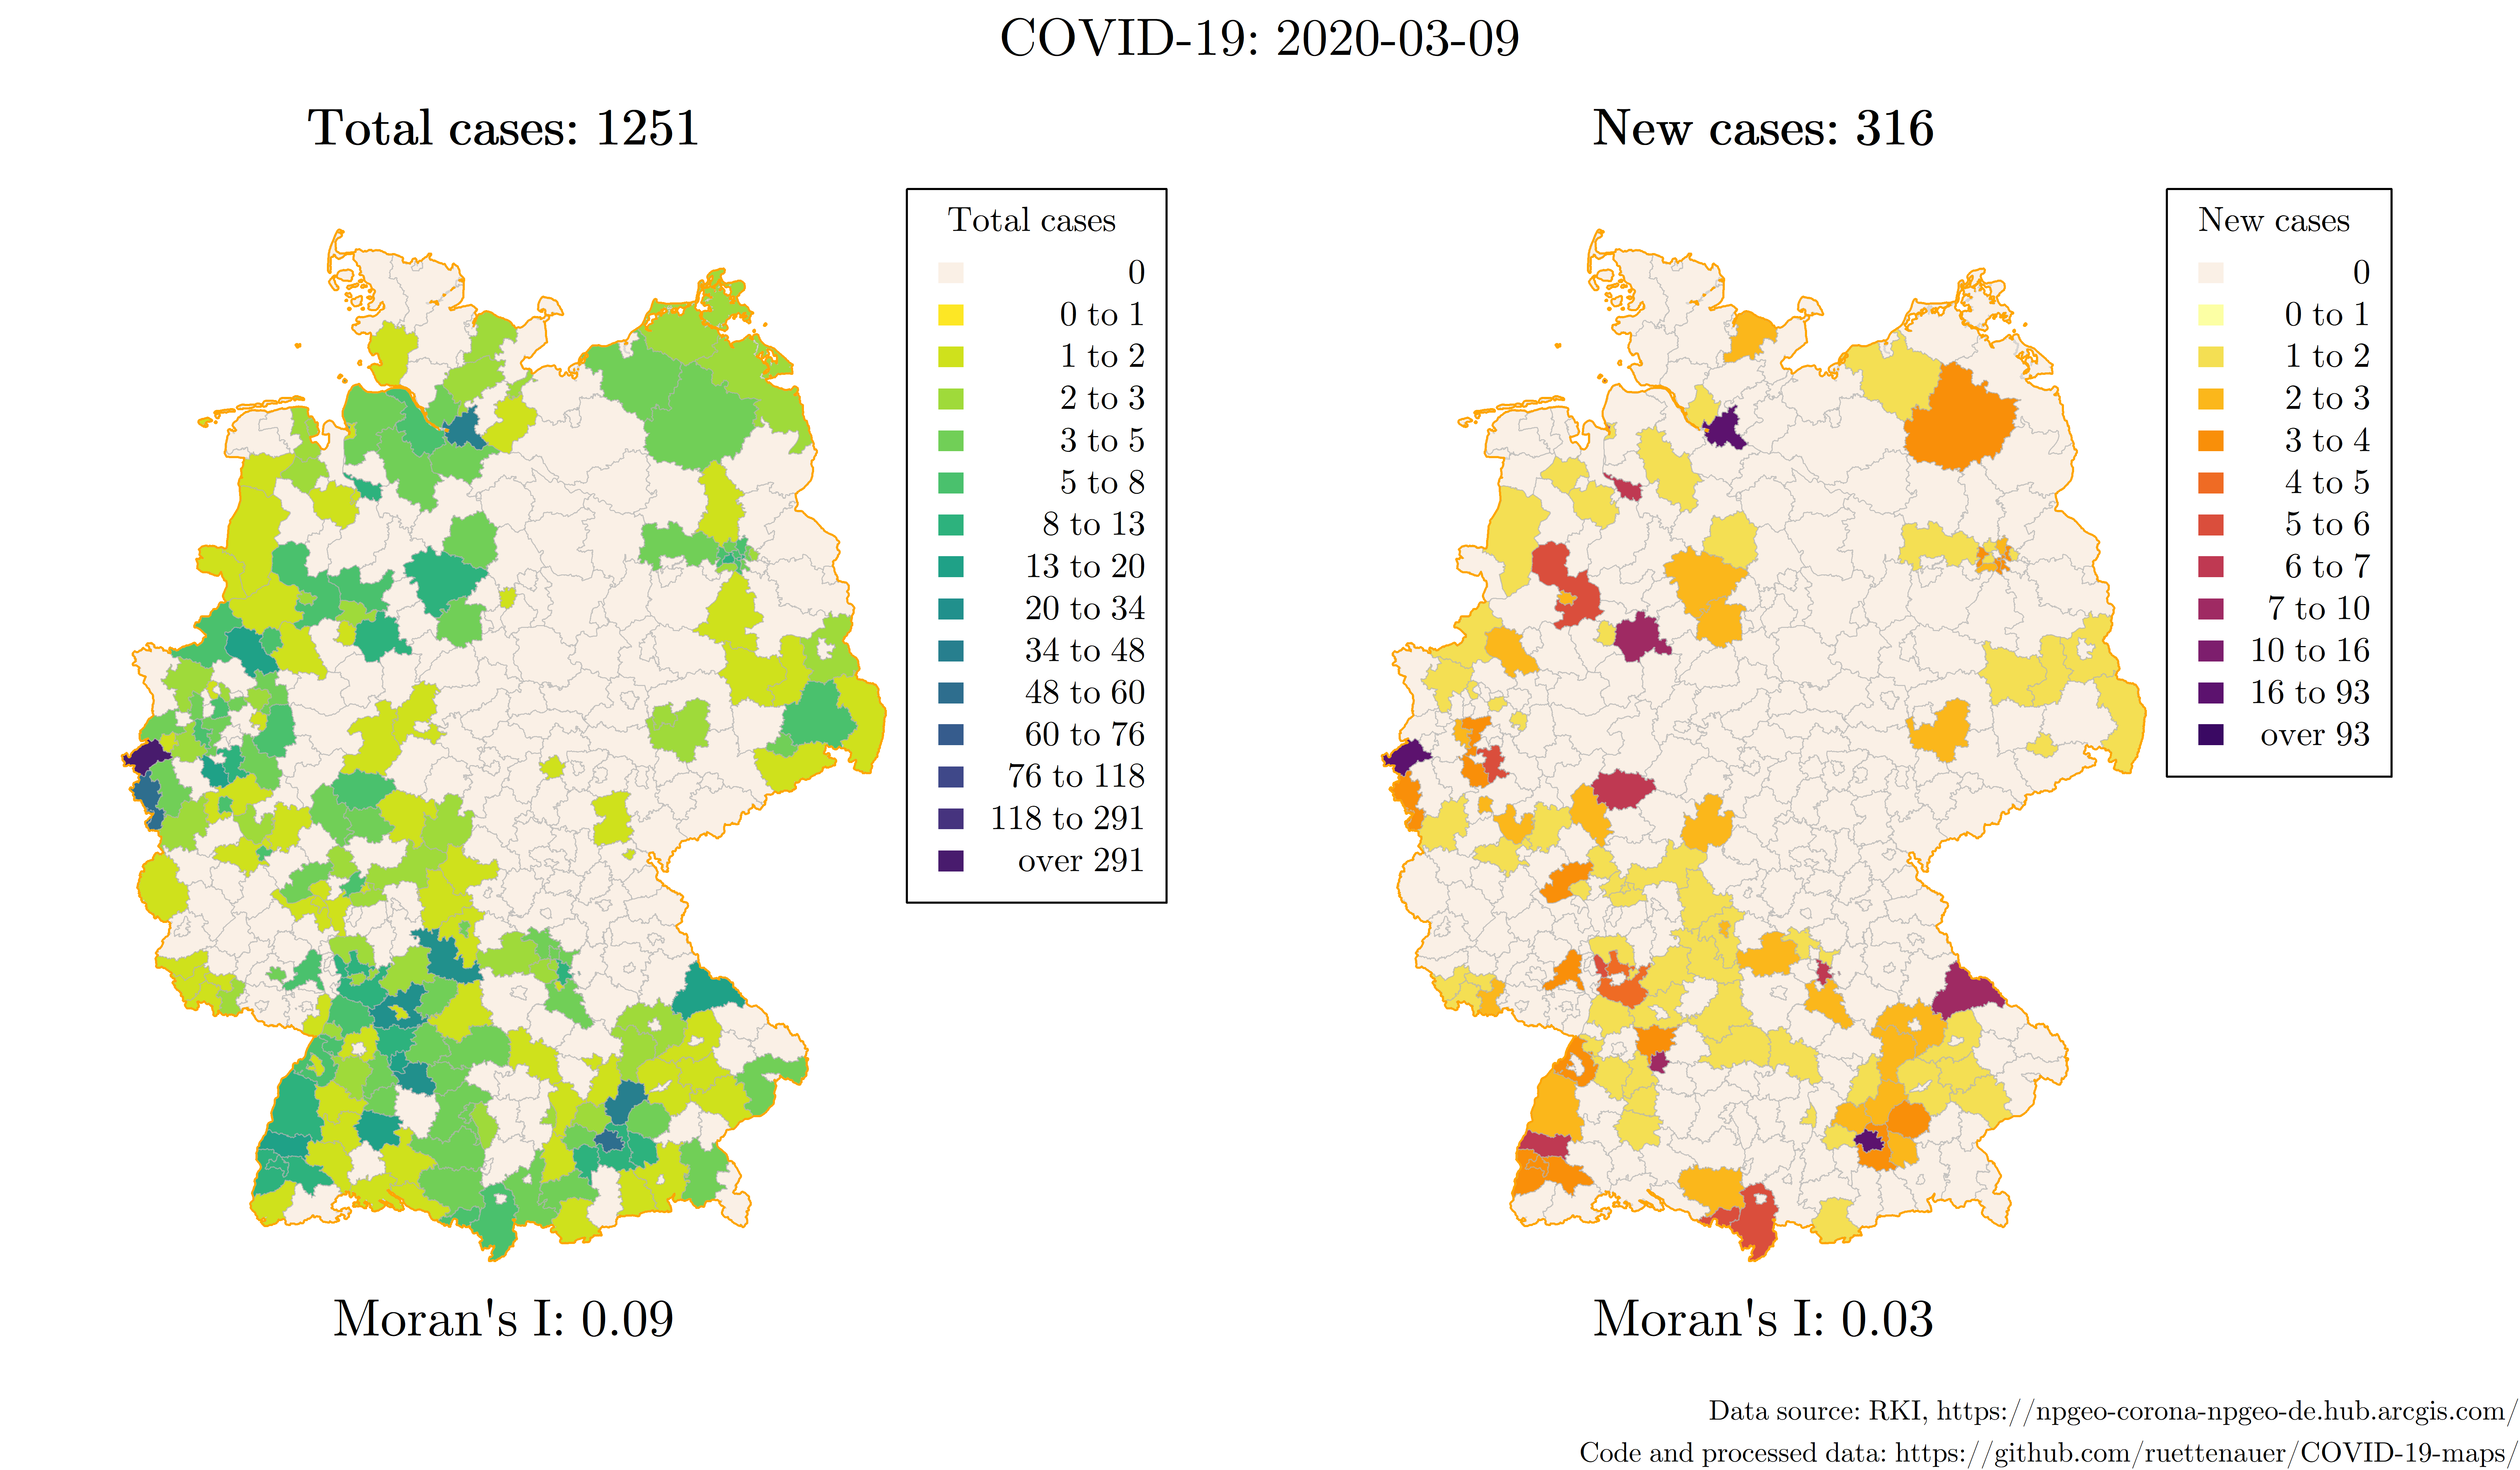 COVID-19: 2020-03-09
Total cases: 1251
Total cases
0
0 to 1
1 to 2
2 to 3
3 to 5
5 to 8
8 to 13
13 to 20
20 to 34
34 to 48
48 to 60
60 to 76
76 to 118
118 to 291
over 291
Moran's I: 0.09
New cases: 316
New cases
0
0 to 1
1 to 2
2 to 3
3 to 4
4 to 5
5 to 6
6 to 7
7 to 10
10 to 16
16 to 93
over 93
Moran's I: 0.03
Data source: RKI, https://npgeo-corona-npgeo-de.hub.arcgis.com/
Code and processed data: https://github.com/ruettenauer/COVID-19-maps/